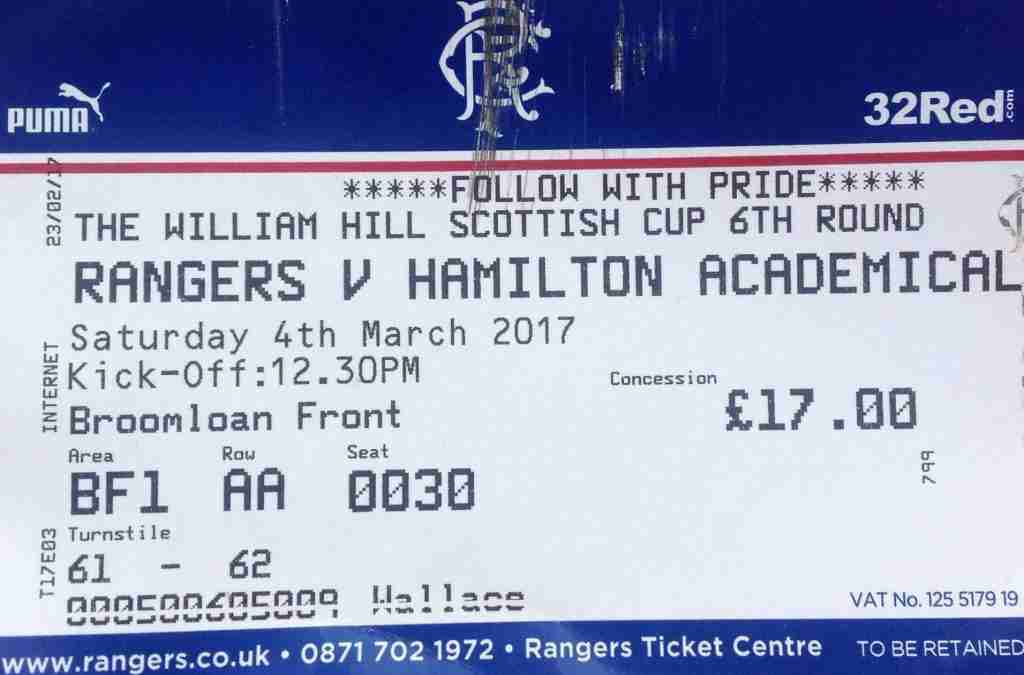 PUMA
32Red.com
*****FOLLOW WITH PRIDE*****
THE WILLIAM HILL SCOTTISH CUP 6TH ROUND
RANGERS V HAMILTON ACADEMICAL
Saturday 4th March 2017
Kick-Off:12.30PM
Concession
£17.00
Broomloan Front
Area Row Seat
BF1 AA 0030
Turnstile
61 - 62
000500605009 Wallace
23/02/17
INTERNET
T17E03
799
VAT No. 125 5179 19
www.rangers.co.uk • 0871 702 1972 • Rangers Ticket Centre
TO BE RETAINED